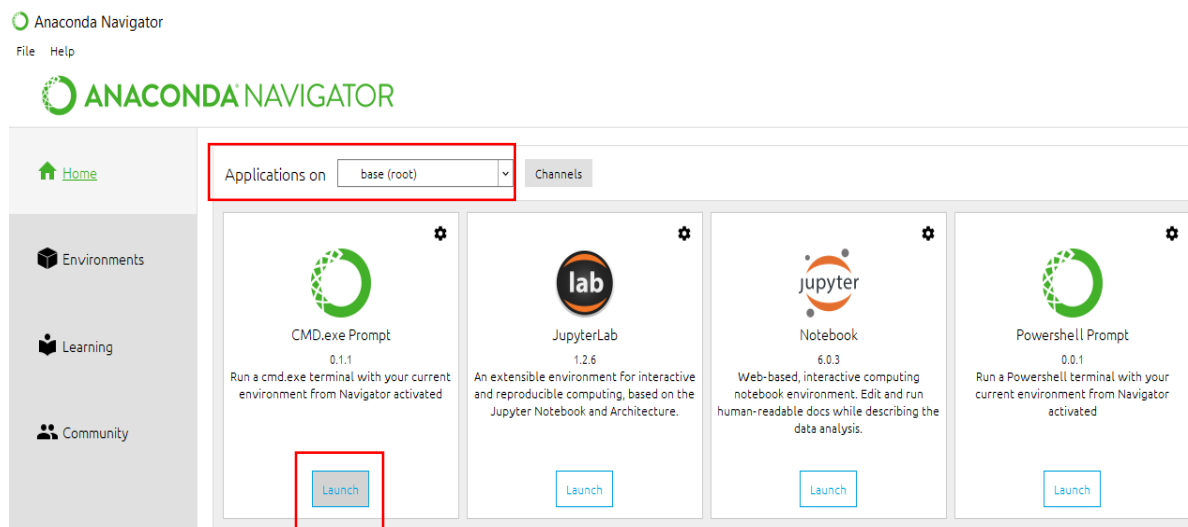 Anaconda Navigator
File Help
ANACONDA NAVIGATOR
Home
Applications on base (root) Channels
Environments
Learning
Community
CMD.exe Prompt
0.1.1
Run a cmd.exe terminal with your current
environment from Navigator activated
Launch
lab
JupyterLab
1.2.6
An extensible environment for interactive
and reproducible computing, based on the
Jupyter Notebook and Architecture.
Launch
jupyter
Notebook
6.0.3
Web-based, interactive computing
notebook environment. Edit and run
human-readable docs while describing the
data analysis.
Launch
Powershell Prompt
0.0.1
Run a Powershell terminal with your
current environment from Navigator
activated
Launch